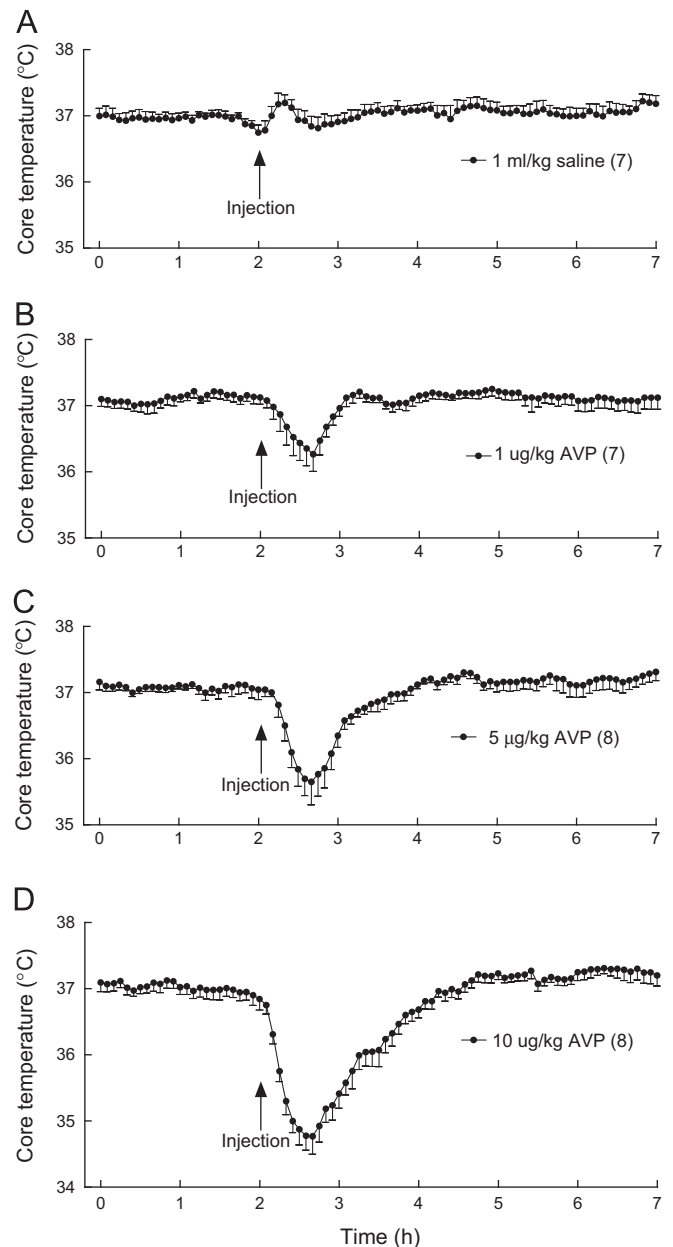 A
Core temperature (°C)
38
37
36
35
1 ml/kg saline (7)
Injection
0 1 2 3 4 5 6 7
B
Core temperature (°C)
38
37
36
35
1 ug/kg AVP (7)
Injection
0 1 2 3 4 5 6 7
C
Core temperature (°C)
38
37
36
35
5 µg/kg AVP (8)
Injection
0 1 2 3 4 5 6 7
D
Core temperature (°C)
38
37
36
35
34
10 ug/kg AVP (8)
Injection
0 1 2 3 4 5 6 7
Time (h)